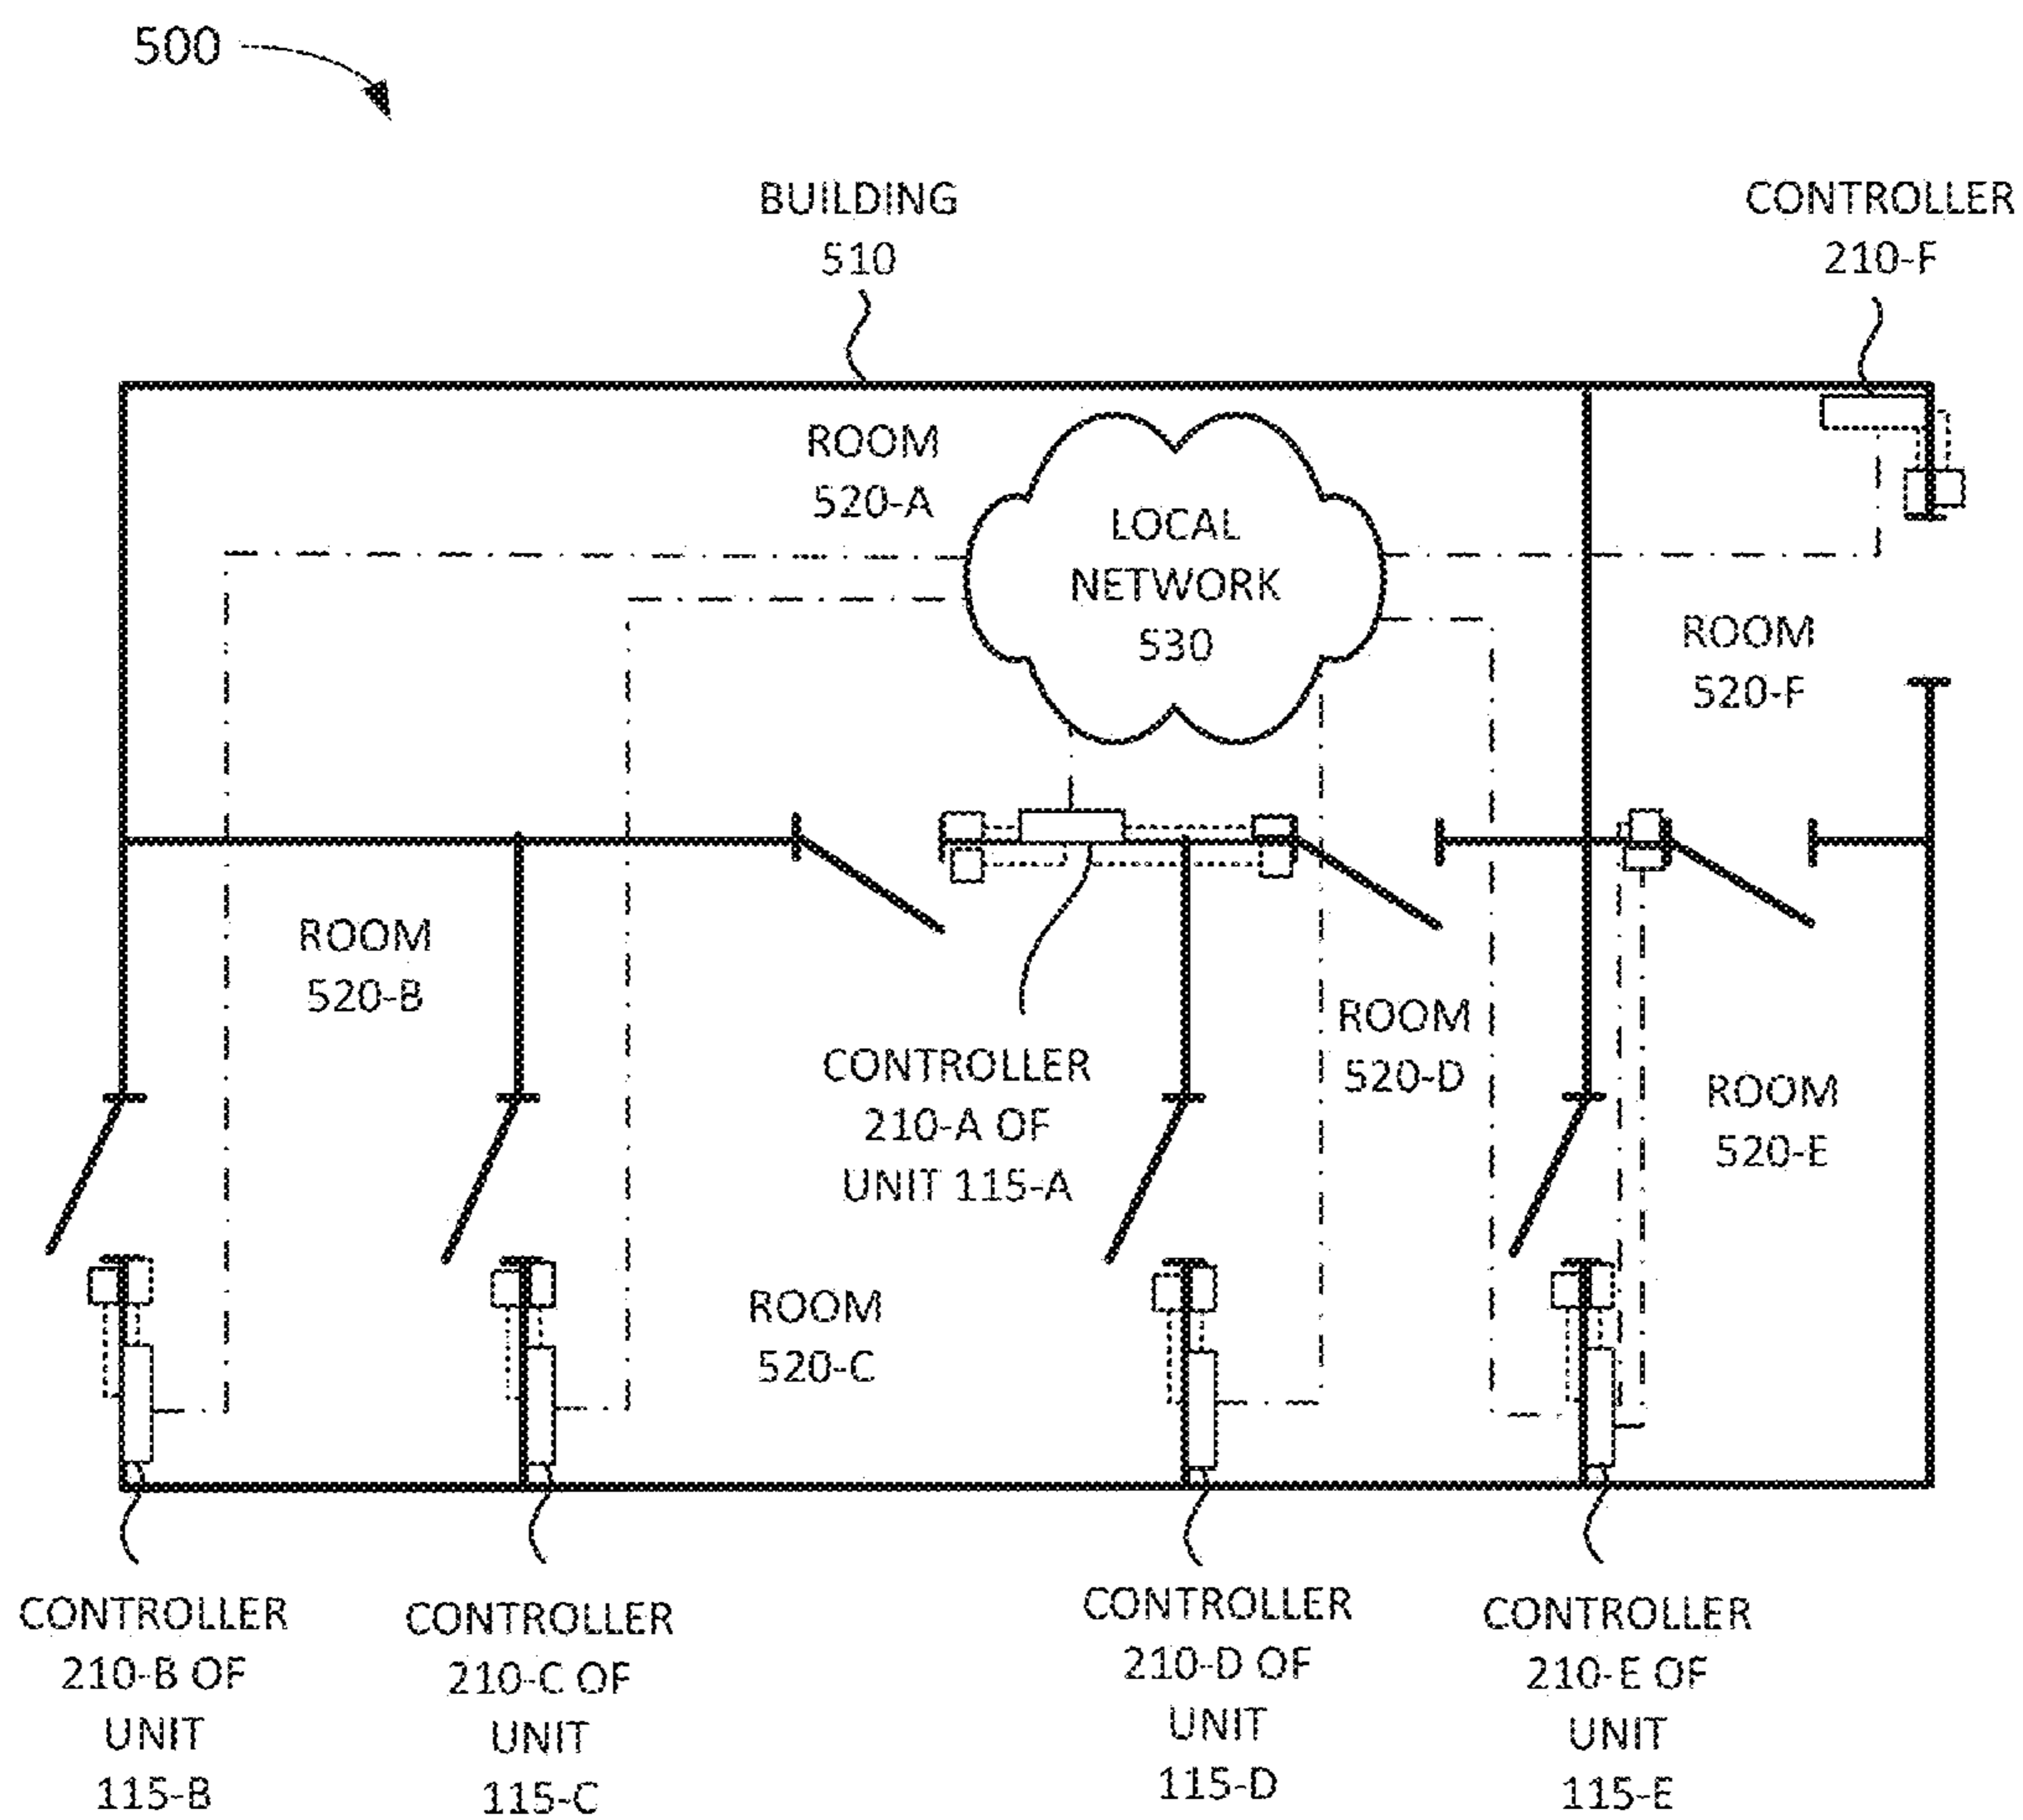 500
BUILDING
510
CONTROLLER
210-F
ROOM
520-A
LOCAL
NETWORK
530
ROOM
520-F
ROOM
520-B
CONTROLLER
210-A OF
UNIT 115-A
ROOM
520-D
ROOM
520-E
ROOM
520-C
CONTROLLER
210-B OF
UNIT
115-B
CONTROLLER
210-C OF
UNIT
115-C
CONTROLLER
210-D OF
UNIT
115-D
CONTROLLER
210-E OF
UNIT
115-E